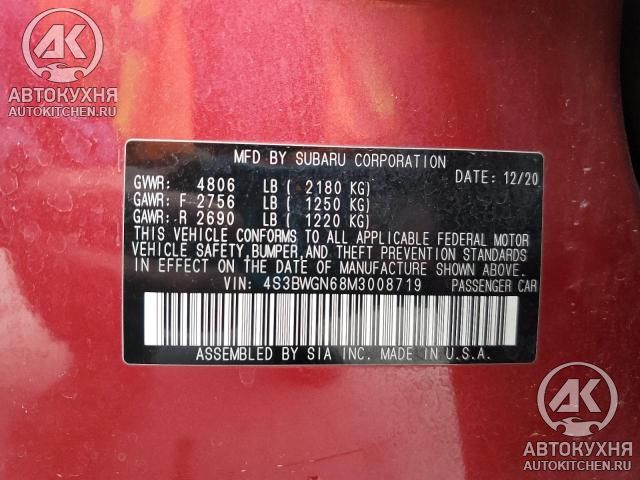 АК
АВТОКУХНЯ
AUTOKITCHEN.RU
MFD BY SUBARU CORPORATION
DATE: 12/20
GVWR: 4806 LB ( 2180 KG)
GAWR: F 2756 LB ( 1250 KG)
GAWR: R 2690 LB ( 1220 KG)
THIS VEHICLE CONFORMS TO ALL APPLICABLE FEDERAL MOTOR
VEHICLE SAFETY, BUMPER, AND THEFT PREVENTION STANDARDS
IN EFFECT ON THE DATE OF MANUFACTURE SHOWN ABOVE.
VIN: 4S3BWGN68M3008719 PASSENGER CAR
ASSEMBLED BY SIA INC. MADE IN U.S.A.
АК
АВТОКУХНЯ
AUTOKITCHEN.RU